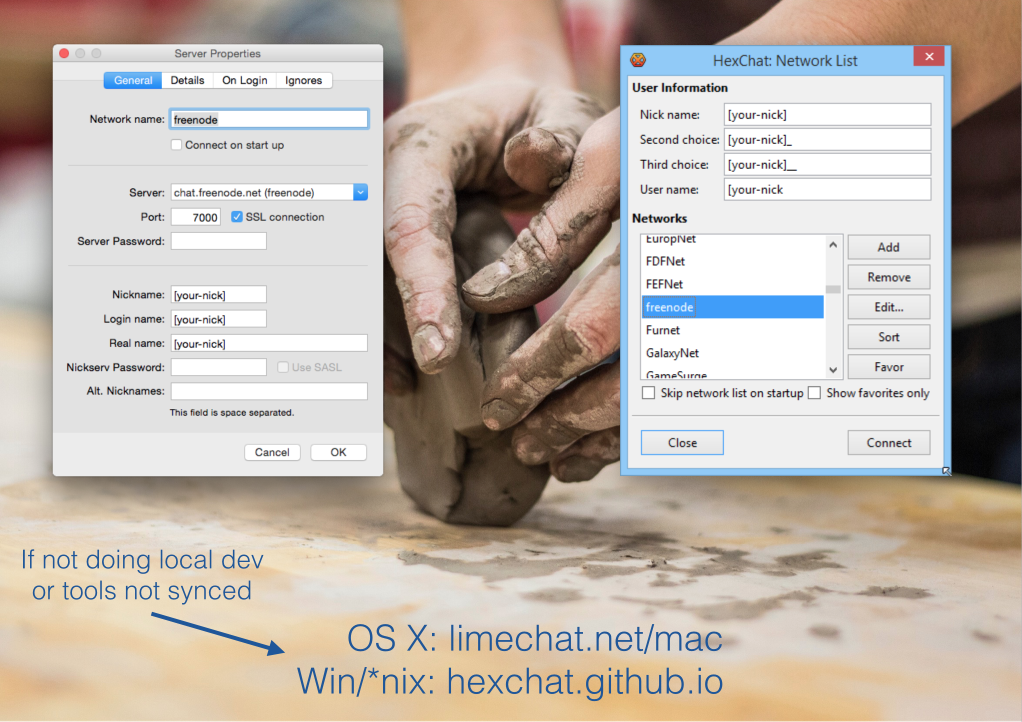 Server Properties
General Details On Login Ignores
Network name: freenode
Connect on start up
Server: chat.freenode.net (freenode)
Port: 7000 SSL connection
Server Password:
Nickname: [your-nick]
Login name: [your-nick]
Real name: [your-nick]
Nickserv Password: Use SASL
Alt. Nicknames:
This field is space separated.
Cancel OK
HexChat: Network List
User Information
Nick name: [your-nick]
Second choice: [your-nick]_
Third choice: [your-nick]__
User name: [your-nick
Networks
EuropNet
FDFNet
FEFNet
freenode
Furnet
GalaxyNet
GameSurge
Add
Remove
Edit...
Sort
Favor
Skip network list on startup Show favorites only
Close Connect
If not doing local dev
or tools not synced
OS X: limechat.net/mac
Win/*nix: hexchat.github.io